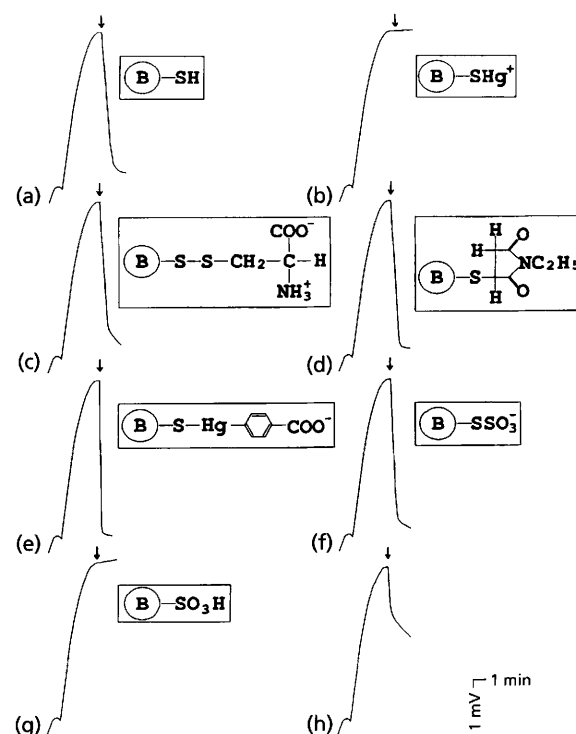 B SH
(a)
B SHg+
(b)
COO-
B S S CH2 C H
NH3+
(c)
H
H O
NC2H5
B S O
H
(d)
B S Hg COO-
(e)
B SSO3-
(f)
B SO3H
(g)
(h)
1 min
1 mV